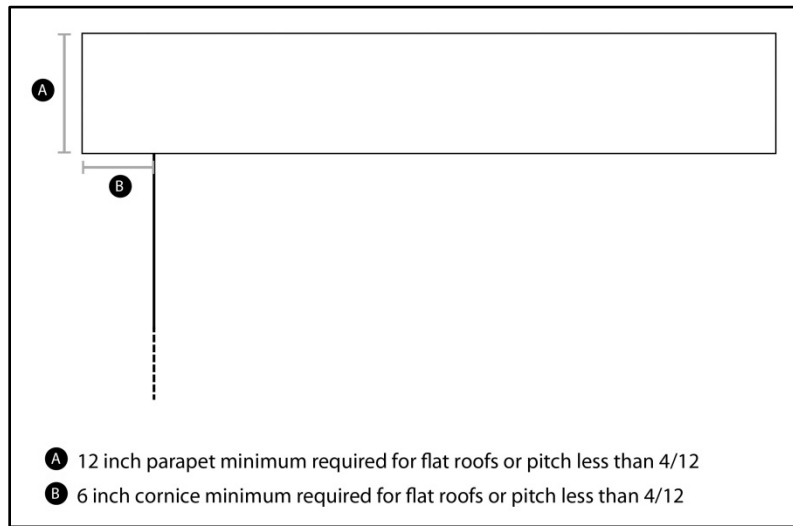 A
B
A 12 inch parapet minimum required for flat roofs or pitch less than 4/12
B 6 inch cornice minimum required for flat roofs or pitch less than 4/12